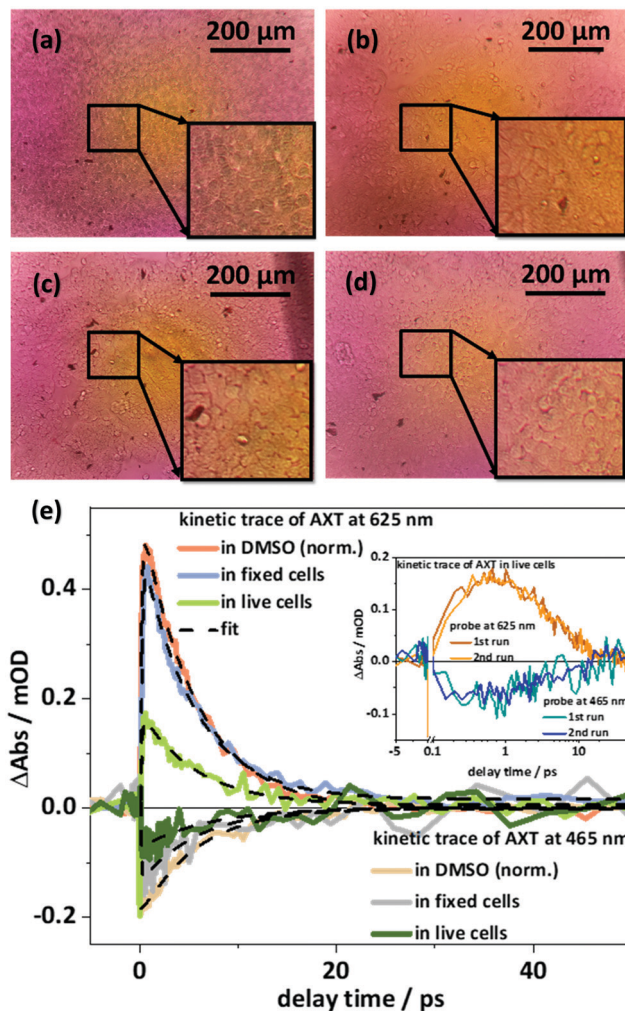 (a)
200 µm
(b)
200 µm
(c)
200 µm
(d)
200 µm
(e)
kinetic trace of AXT at 625 nm
in DMSO (norm.)
in fixed cells
in live cells
fit
0.4
0.2
0.0
-0.2
ΔAbs / mOD
0
20
40
delay time / ps
kinetic trace of AXT in live cells
probe at 625 nm
1st run
2nd run
probe at 465 nm
1st run
2nd run
0.2
0.1
0.0
-0.1
ΔAbs / mOD
-5
0.1
1
10
delay time / ps
kinetic trace of AXT at 465 nm
in DMSO (norm.)
in fixed cells
in live cells